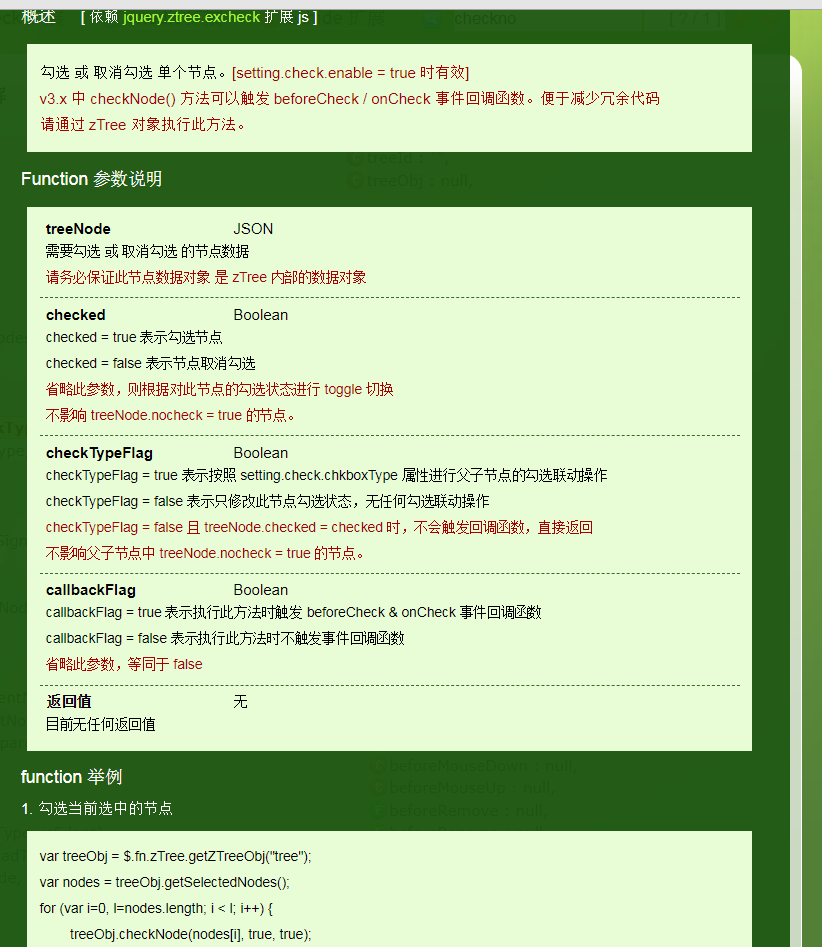 概述 [ 依赖 jquery.ztree.excheck 扩展 js ]
checkno
勾选 或 取消勾选 单个节点。[setting.check.enable = true 时有效]
v3.x 中 checkNode() 方法可以触发 beforeCheck / onCheck 事件回调函数。便于减少冗余代码
请通过 zTree 对象执行此方法。
treeId : "",
treeObj : null,
Function 参数说明
treeNode JSON
需要勾选 或 取消勾选 的节点数据
请务必保证此节点数据对象 是 zTree 内部的数据对象
checked Boolean
checked = true 表示勾选节点
checked = false 表示节点取消勾选
省略此参数，则根据对此节点的勾选状态进行 toggle 切换
不影响 treeNode.nocheck = true 的节点。
checkTypeFlag Boolean
checkTypeFlag = true 表示按照 setting.check.chkboxType 属性进行父子节点的勾选联动操作
checkTypeFlag = false 表示只修改此节点勾选状态，无任何勾选联动操作
checkTypeFlag = false 且 treeNode.checked = checked 时，不会触发回调函数，直接返回
不影响父子节点中 treeNode.nocheck = true 的节点。
callbackFlag Boolean
callbackFlag = true 表示执行此方法时触发 beforeCheck & onCheck 事件回调函数
callbackFlag = false 表示执行此方法时不触发事件回调函数
省略此参数，等同于 false
返回值 无
目前无任何返回值
beforeMouseDown : null,
beforeMouseUp : null,
beforeRemove : null,
function 举例
1. 勾选当前选中的节点
var treeObj = $.fn.zTree.getZTreeObj("tree");
var nodes = treeObj.getSelectedNodes();
for (var i=0, l=nodes.length; i < l; i++) {
treeObj.checkNode(nodes[i], true, true);